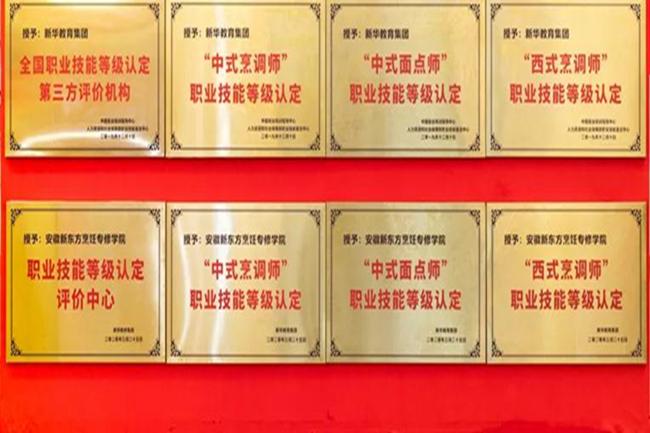 授予：新华教育集团
全国职业技能等级认定
第三方评价机构
授予：新华教育集团
“中式烹调师”
职业技能等级认定
授予：新华教育集团
“中式面点师”
职业技能等级认定
授予：新华教育集团
“西式烹调师”
职业技能等级认定
授予：安徽新东方烹饪专修学院
职业技能等级认定
评价中心
新华教育集团
授予：安徽新东方烹饪专修学院
“中式烹调师”
职业技能等级认定
新华教育集团
授予：安徽新东方烹饪专修学院
“中式面点师”
职业技能等级认定
新华教育集团
授予：安徽新东方烹饪专修学院
“西式烹调师”
职业技能等级认定
新华教育集团